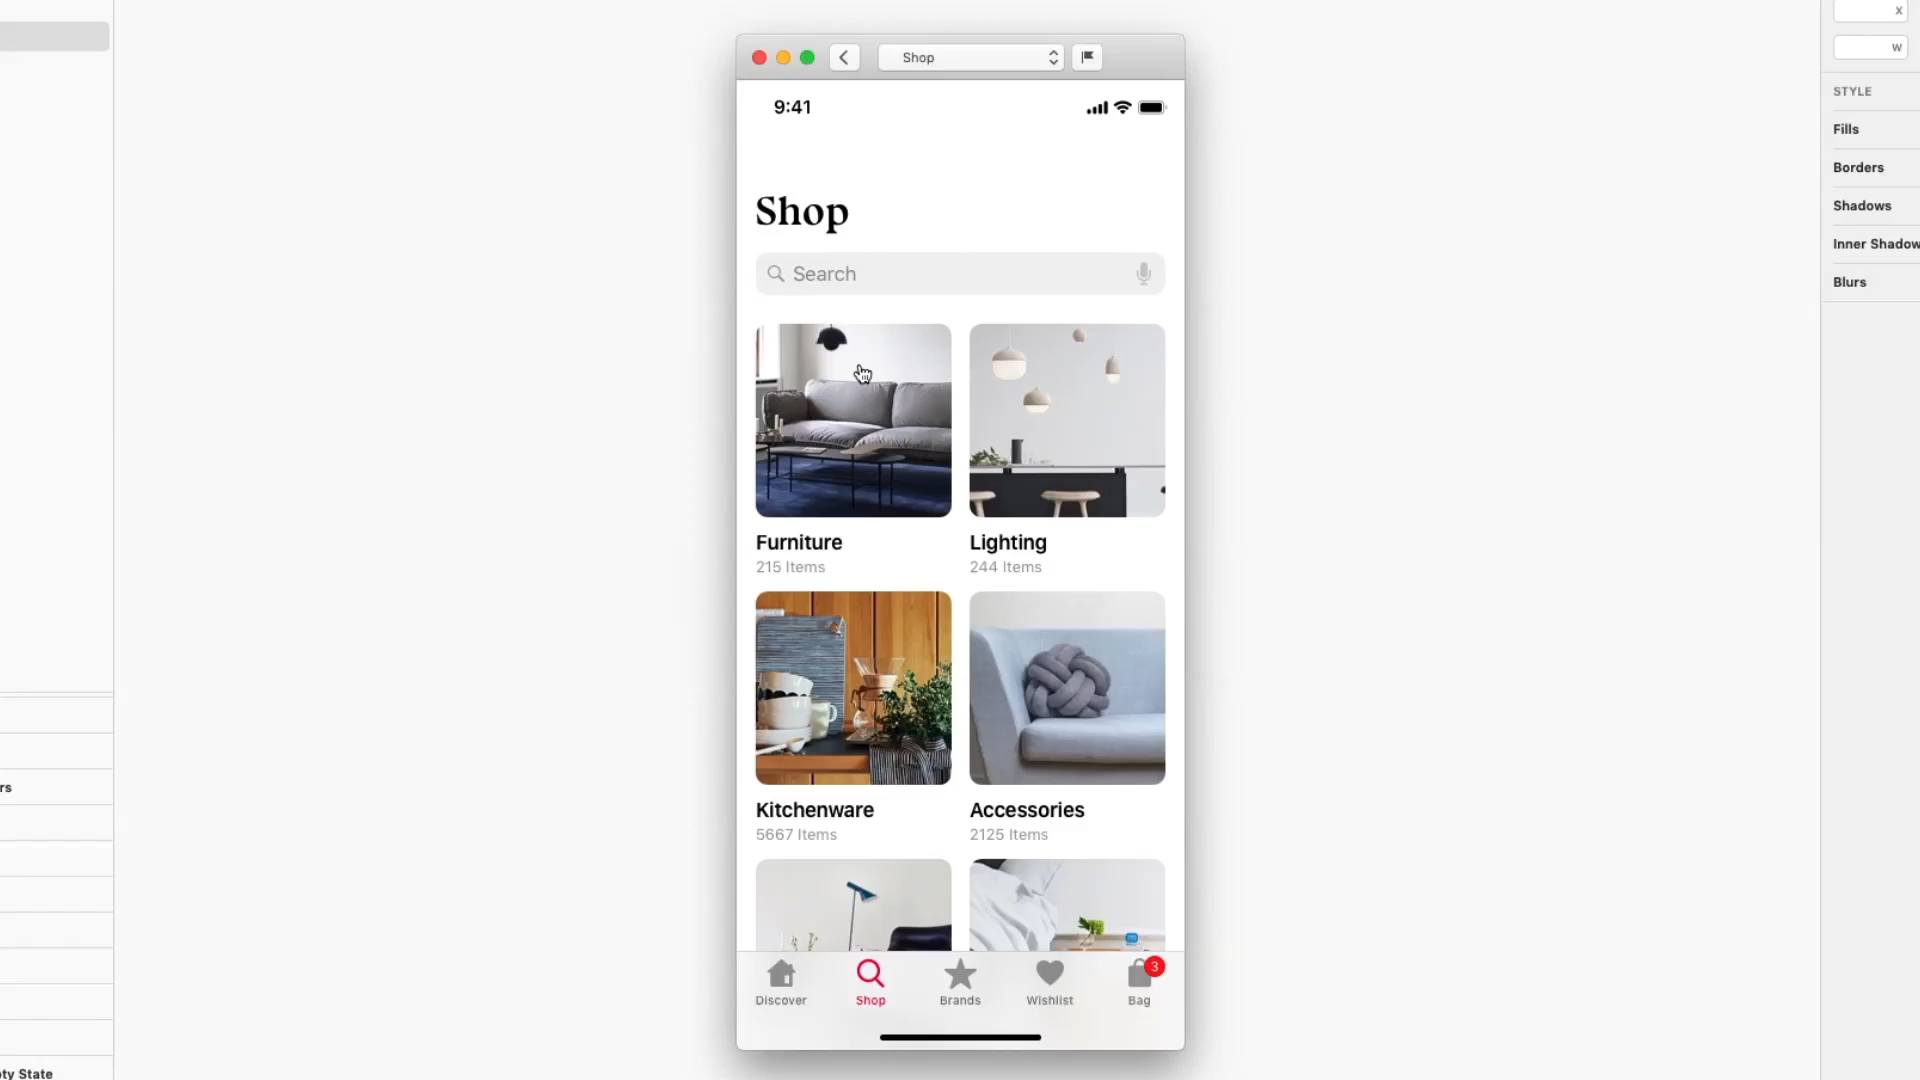 X
Shop
W
STYLE
9:41
Fills
Borders
Shop
Shadows
Inner Shadow
Search
Blurs
Furniture
Lighting
215 Items
244 Items
rs
Kitchenware
Accessories
5667 Items
2125 Items
3
Discover
Shop
Brands
Wishlist
Bag
ty State